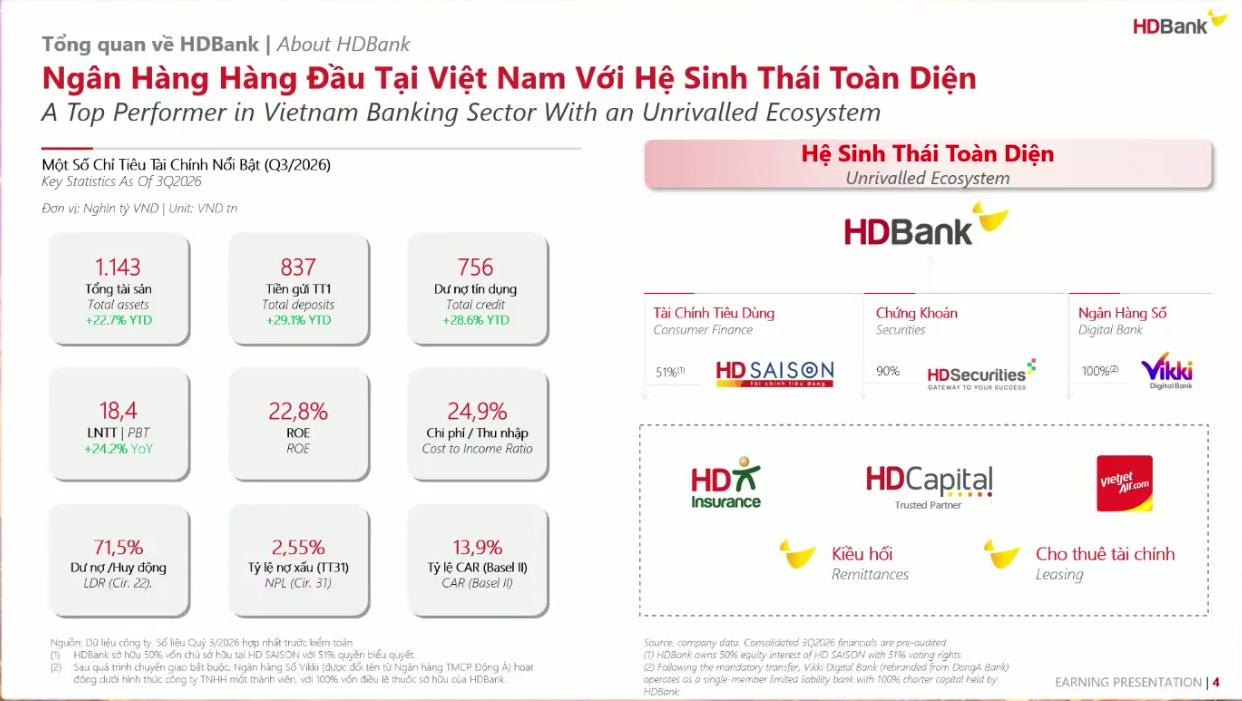 HDBank
Tổng quan về HDBank | About HDBank
Ngân Hàng Hàng Đầu Tại Việt Nam Với Hệ Sinh Thái Toàn Diện
A Top Performer in Vietnam Banking Sector With an Unrivalled Ecosystem
Một Số Chỉ Tiêu Tài Chính Nổi Bật (Q3/2026)
Key Statistics As Of 3Q2026
Đơn vị: Nghìn tỷ VND | Unit: VND tn
1.143
Tổng tài sản
Total assets
+22.7% YTD
837
Tiền gửi TT1
Total deposits
+29.1% YTD
756
Dư nợ tín dụng
Total credit
+28.6% YTD
18,4
LNTT | PBT
+24.2% YoY
22,8%
ROE
ROE
24,9%
Chi phí / Thu nhập
Cost to Income Ratio
71,5%
Dư nợ /Huy động
LDR (Cir. 22).
2,55%
Tỷ lệ nợ xấu (TT31)
NPL (Cir. 31)
13,9%
Tỷ lệ CAR (Basel II)
CAR (Basel II)
Nguồn: Dữ liệu công ty. Số liệu Quý 3/2026 hợp nhất trước kiểm toán
(1) HDBank sở hữu 50% vốn chủ sở hữu tại HD SAISON với 51% quyền biểu quyết.
(2) Sau quá trình chuyển giao bắt buộc, Ngân hàng Số Vikki (được đổi tên từ Ngân hàng TMCP Đông Á) hoạt
động dưới hình thức công ty TNHH một thành viên, với 100% vốn điều lệ thuộc sở hữu của HDBank.
Hệ Sinh Thái Toàn Diện
Unrivalled Ecosystem
HDBank
Tài Chính Tiêu Dùng
Consumer Finance
51%(1)
HD SAISON
Tài chính tiêu dùng
Chứng Khoán
Securities
90%
HDSecurities
GATEWAY TO YOUR SUCCESS
Ngân Hàng Số
Digital Bank
100%(2)
Vikki
Digital Bank
HD
Insurance
HDCapital
Trusted Partner
vietjet
Air.com
Kiều hối
Remittances
Cho thuê tài chính
Leasing
Source: company data. Consolidated 3Q2026 financials are pre-audited
(1) HDBank owns 50% equity interest of HD SAISON with 51% voting rights.
(2) Following the mandatory transfer, Vikki Digital Bank (rebranded from DongA Bank)
operates as a single-member limited liability bank with 100% charter capital held by
HDBank.
EARNING PRESENTATION | 4